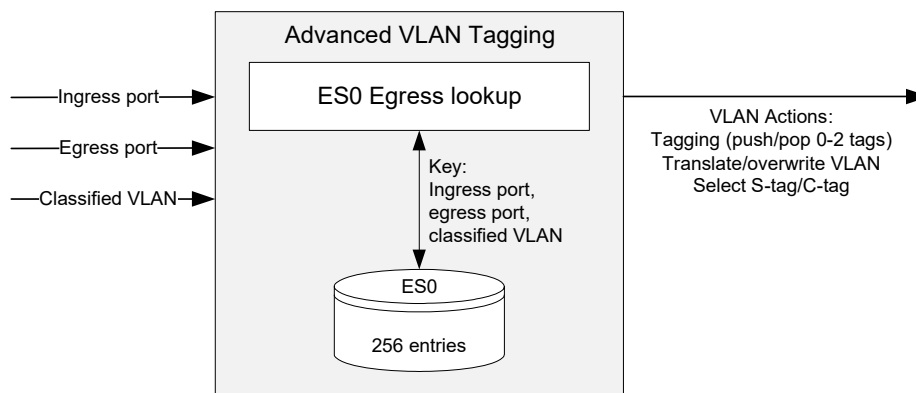 Advanced VLAN Tagging
ES0 Egress lookup
Ingress port
Egress port
Classified VLAN
Key:
Ingress port,
egress port,
classified VLAN
ES0
256 entries
VLAN Actions:
Tagging (push/pop 0-2 tags)
Translate/overwrite VLAN
Select S-tag/C-tag